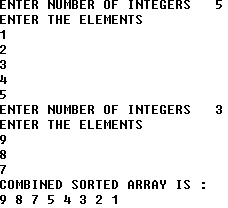 ENTER NUMBER OF INTEGERS   5
ENTER THE ELEMENTS
1
2
3
4
5
ENTER NUMBER OF INTEGERS   3
ENTER THE ELEMENTS
9
8
7
COMBINED SORTED ARRAY IS :
9 8 7 5 4 3 2 1